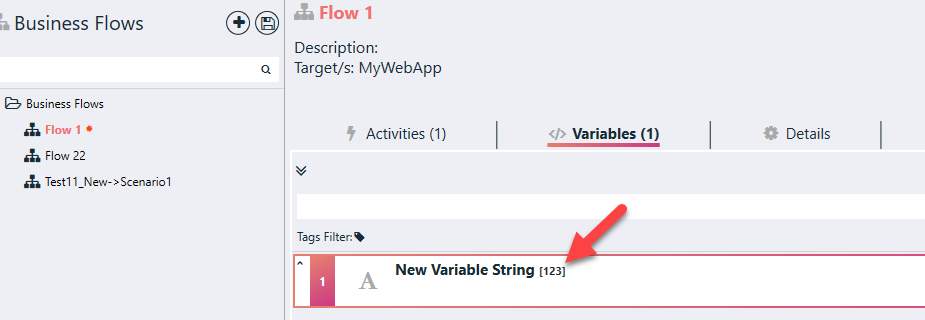 Business Flows
Business Flows
Flow 1
Flow 22
Test11_New->Scenario1
Flow 1
Description:
Target/s: MyWebApp
Activities (1)
Variables (1)
Details
Tags Filter:
1
A
New Variable String [123]